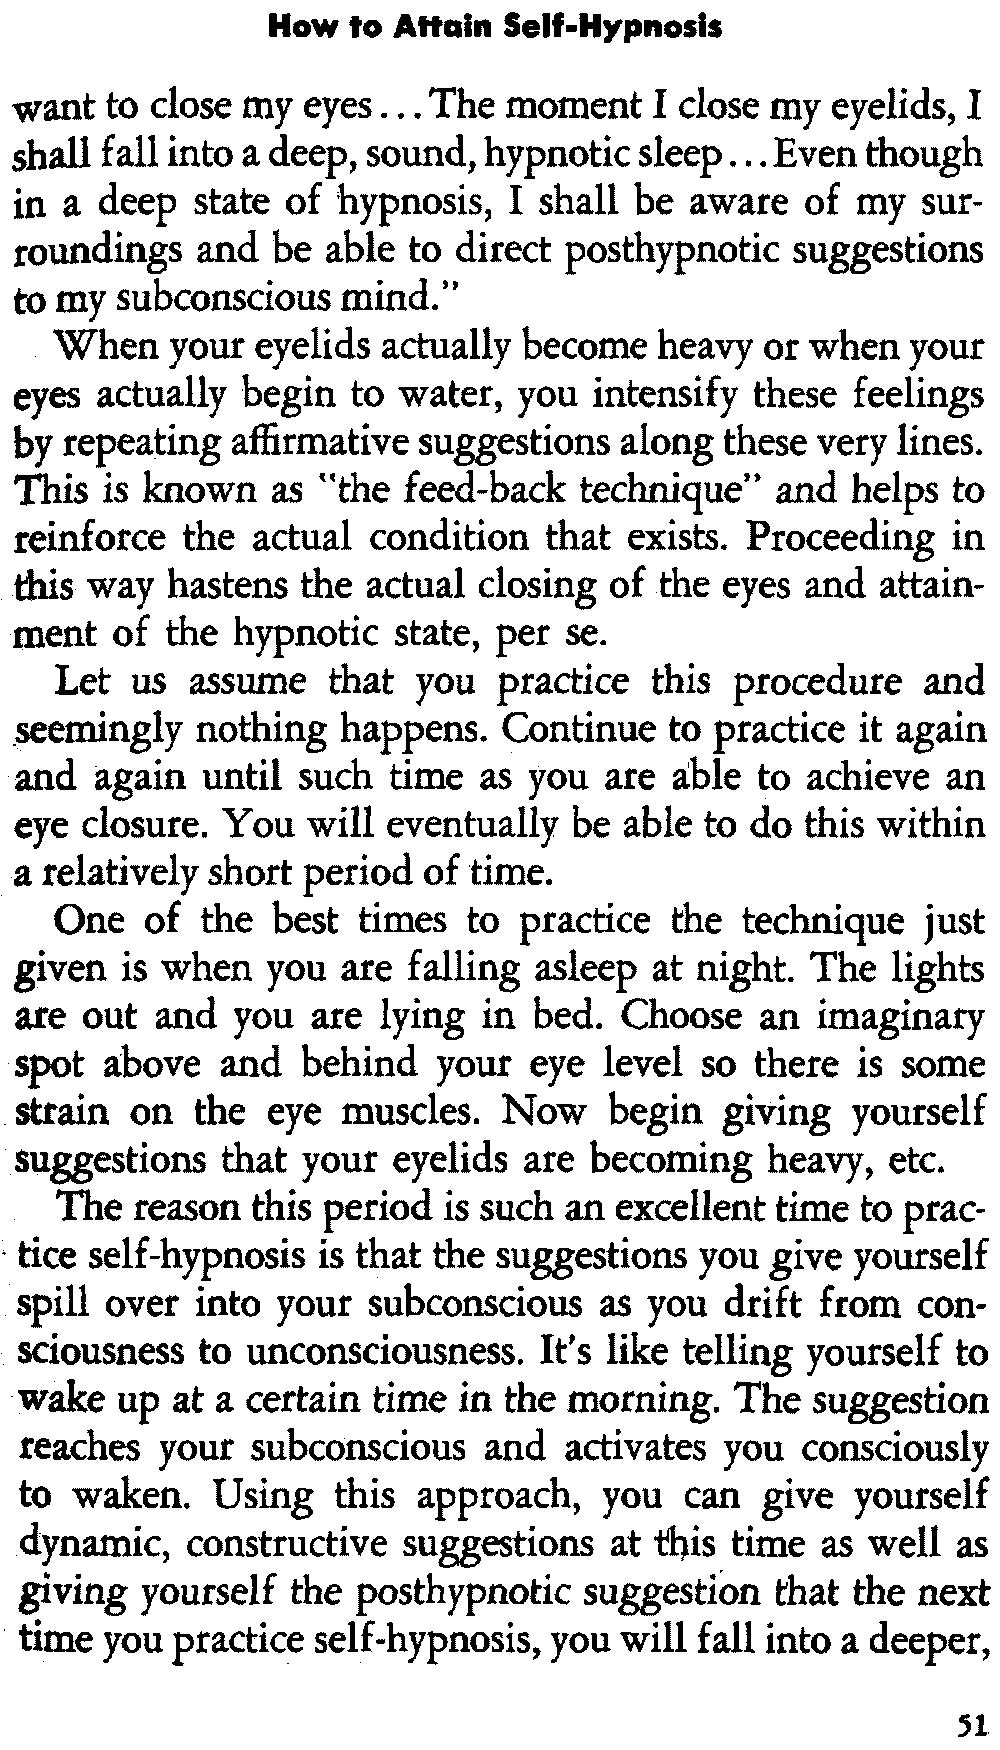 How to Attain Self-Hypnosis
want to close my eyes... The moment I close my eyelids, I
shall fall into a deep, sound, hypnotic sleep... Even though
in a deep state of hypnosis, I shall be aware of my sur-
roundings and be able to direct posthypnotic suggestions
to my subconscious mind."
When your eyelids actually become heavy or when your
eyes actually begin to water, you intensify these feelings
by repeating affirmative suggestions along these very lines.
This is known as "the feed-back technique" and helps to
reinforce the actual condition that exists. Proceeding in
this way hastens the actual closing of the eyes and attain-
ment of the hypnotic state, per se.
Let us assume that you practice this procedure and
seemingly nothing happens. Continue to practice it again
and again until such time as you are able to achieve an
eye closure. You will eventually be able to do this within
a relatively short period of time.
One of the best times to practice the technique just
given is when you are falling asleep at night. The lights
are out and you are lying in bed. Choose an imaginary
spot above and behind your eye level so there is some
strain on the eye muscles. Now begin giving yourself
suggestions that your eyelids are becoming heavy, etc.
The reason this period is such an excellent time to prac-
tice self-hypnosis is that the suggestions you give yourself
spill over into your subconscious as you drift from con-
sciousness to unconsciousness. It's like telling yourself to
wake up at a certain time in the morning. The suggestion
reaches your subconscious and activates you consciously
to waken. Using this approach, you can give yourself
dynamic, constructive suggestions at this time as well as
giving yourself the posthypnotic suggestion that the next
time you practice self-hypnosis, you will fall into a deeper,
51